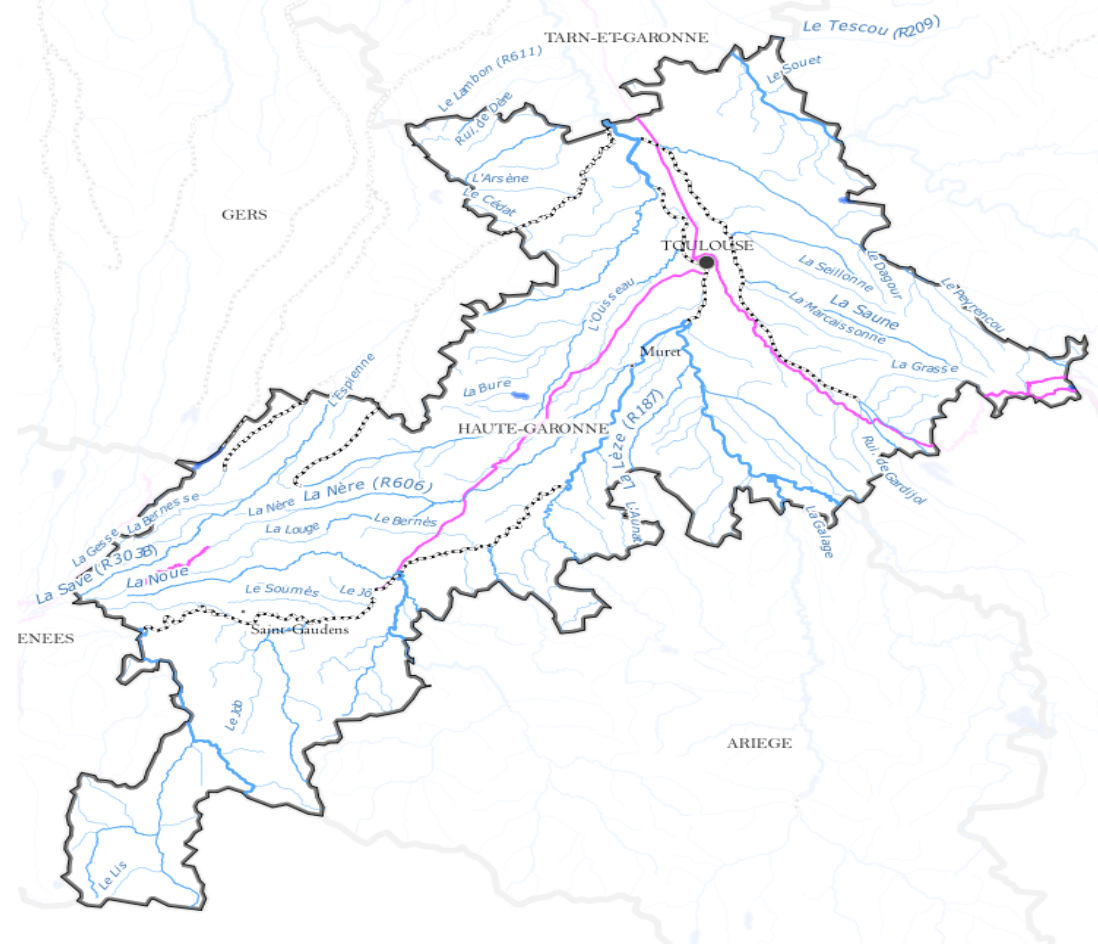 Le Tescou (R209)
TARN-ET-GARONNE
Le Lambon (R611)
Le Souet
Rui. de Dère
L'Arsène
Le Cédat
GERS
TOULOUSE
La Seillonne
Le Dagour
Le Peyrencou
L'Ousseau
La Marcaissonne
La Saune
Muret
La Grasse
L'Espienne
La Bure
La Lèze (R187)
HAUTE-GARONNE
Rui. de Gardijol
La Nère (R606)
La Nère
La Bernesse
La Gesse
La Louge
Le Bernès
L'Aunat
La Galage
La Save (R3038)
La Noue
Le Soumès
Le Jô
Saint-Gaudens
ENEES
Le Job
ARIEGE
Le Lis